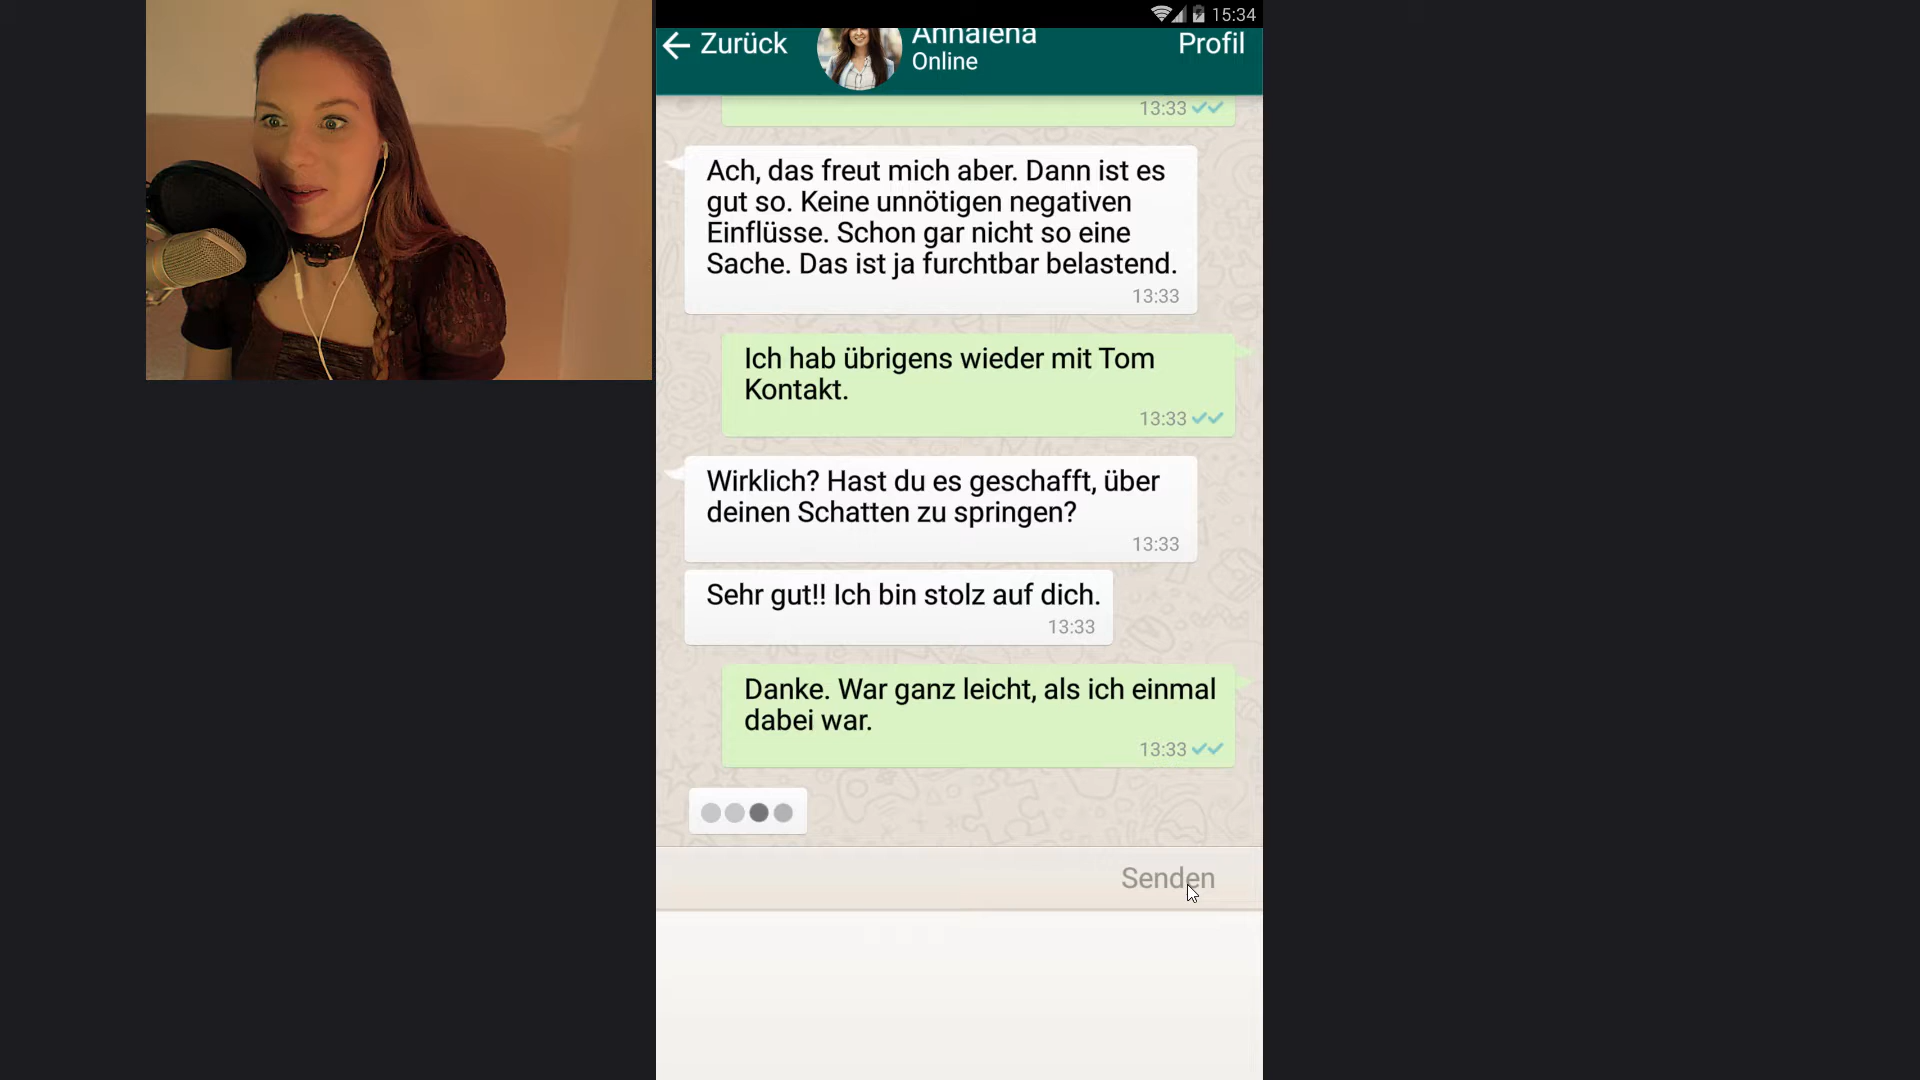 15:34
Zurück
Annalena
Online
Profil
13:33
Ach, das freut mich aber. Dann ist es
gut so. Keine unnötigen negativen
Einflüsse. Schon gar nicht so eine
Sache. Das ist ja furchtbar belastend.
13:33
Ich hab übrigens wieder mit Tom
Kontakt.
13:33
Wirklich? Hast du es geschafft, über
deinen Schatten zu springen?
13:33
Sehr gut!! Ich bin stolz auf dich.
13:33
Danke. War ganz leicht, als ich einmal
dabei war.
13:33
Senden